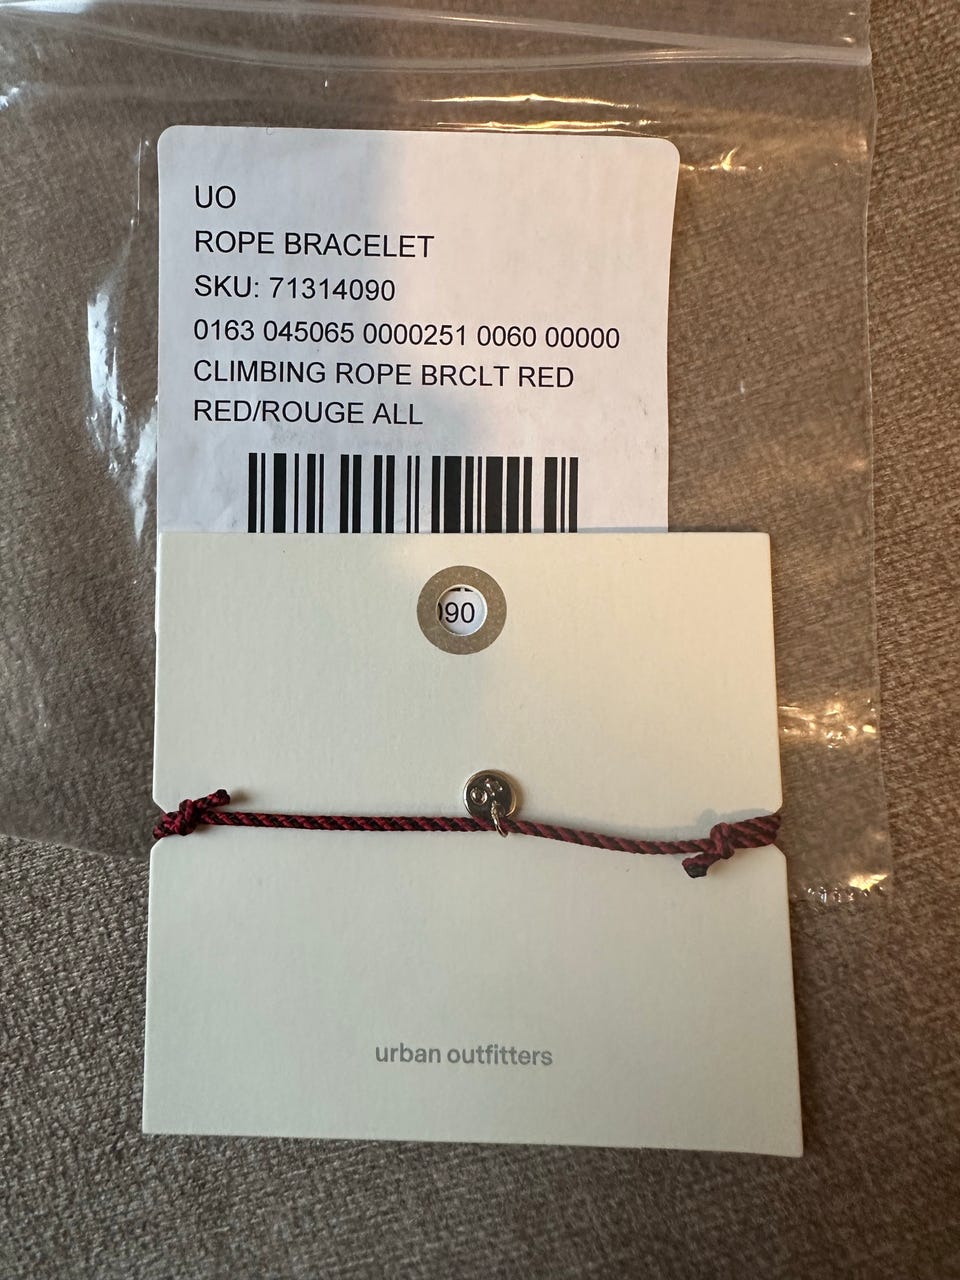 UO
ROPE BRACELET
SKU: 71314090
0163 045065 0000251 0060 00000
CLIMBING ROPE BRCLT RED
RED/ROUGE ALL
90
urban outfitters